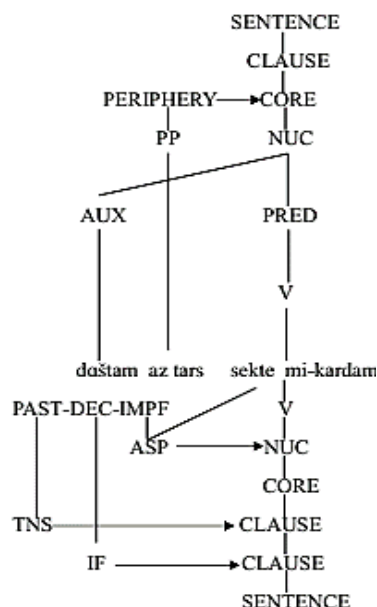 SENTENCE
CLAUSE
PERIPHERY CORE
PP NUC
AUX PRED
V
dɑštam az tars sekte mi-kardam
PAST-DEC-IMPF V
ASP NUC
CORE
TNS CLAUSE
IF CLAUSE
SENTENCE